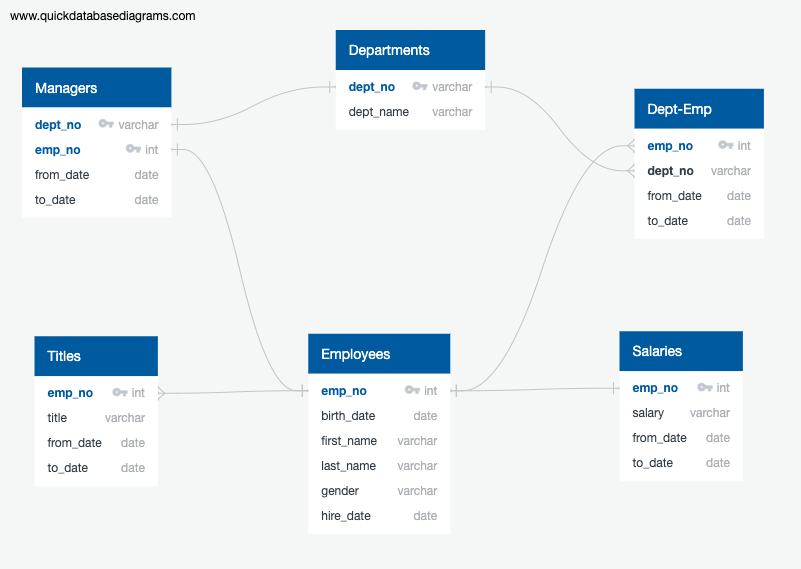 www.quickdatabasediagrams.com
Departments
dept_no varchar
dept_name varchar
Managers
dept_no varchar
emp_no int
from_date date
to_date date
Dept-Emp
emp_no int
dept_no varchar
from_date date
to_date date
Titles
emp_no int
title varchar
from_date date
to_date date
Employees
emp_no int
birth_date date
first_name varchar
last_name varchar
gender varchar
hire_date date
Salaries
emp_no int
salary varchar
from_date date
to_date date